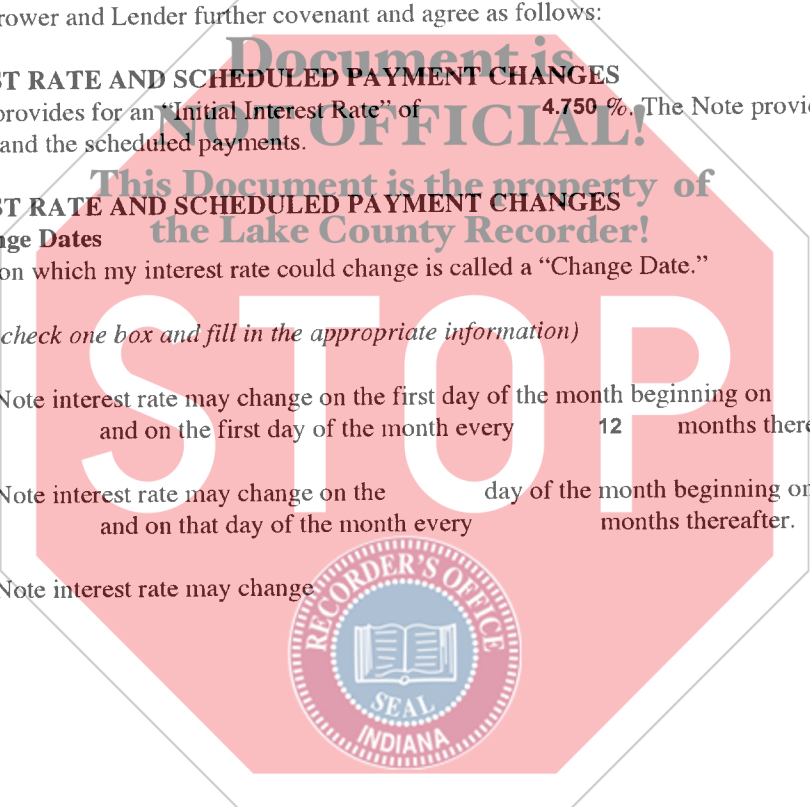 rower and Lender further covenant and agree as follows:
Document is
ST RATE AND SCHEDULED PAYMENT CHANGES
provides for an “Initial Interest Rate” of 4.750 %. The Note provi
NOT OFFICIAL!
and the scheduled payments.
This Document is the property of
ST RATE AND SCHEDULED PAYMENT CHANGES
the Lake County Recorder!
nge Dates
on which my interest rate could change is called a “Change Date.”
check one box and fill in the appropriate information)
STOP
Note interest rate may change on the first day of the month beginning on
and on the first day of the month every 12 months there
Note interest rate may change on the day of the month beginning on
and on that day of the month every months thereafter.
Note interest rate may change
RECORDER'S OFFICE
SEAL
INDIANA